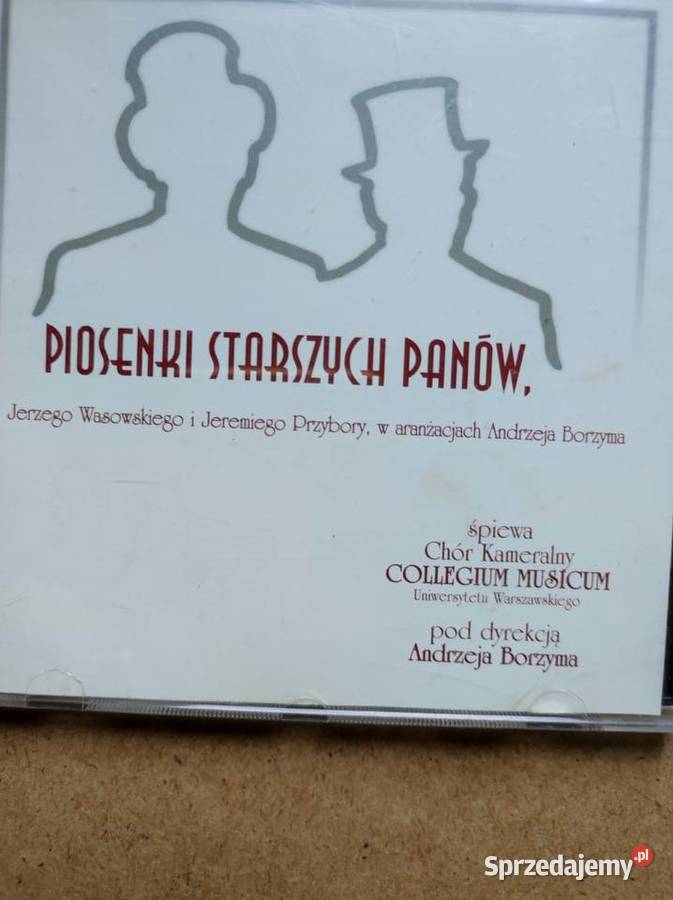 PIOSENKI STARSZYCH PANÓW,
Jerzego Wasowskiego i Jeremiego Przybory, w aranżacjach Andrzeja Borzyma
śpiewa
Chór Kameralny
COLLEGIUM MUSICUM
Uniwersytetu Warszawskiego
pod dyrekcją
Andrzeja Borzyma
Sprzedajemy.pl